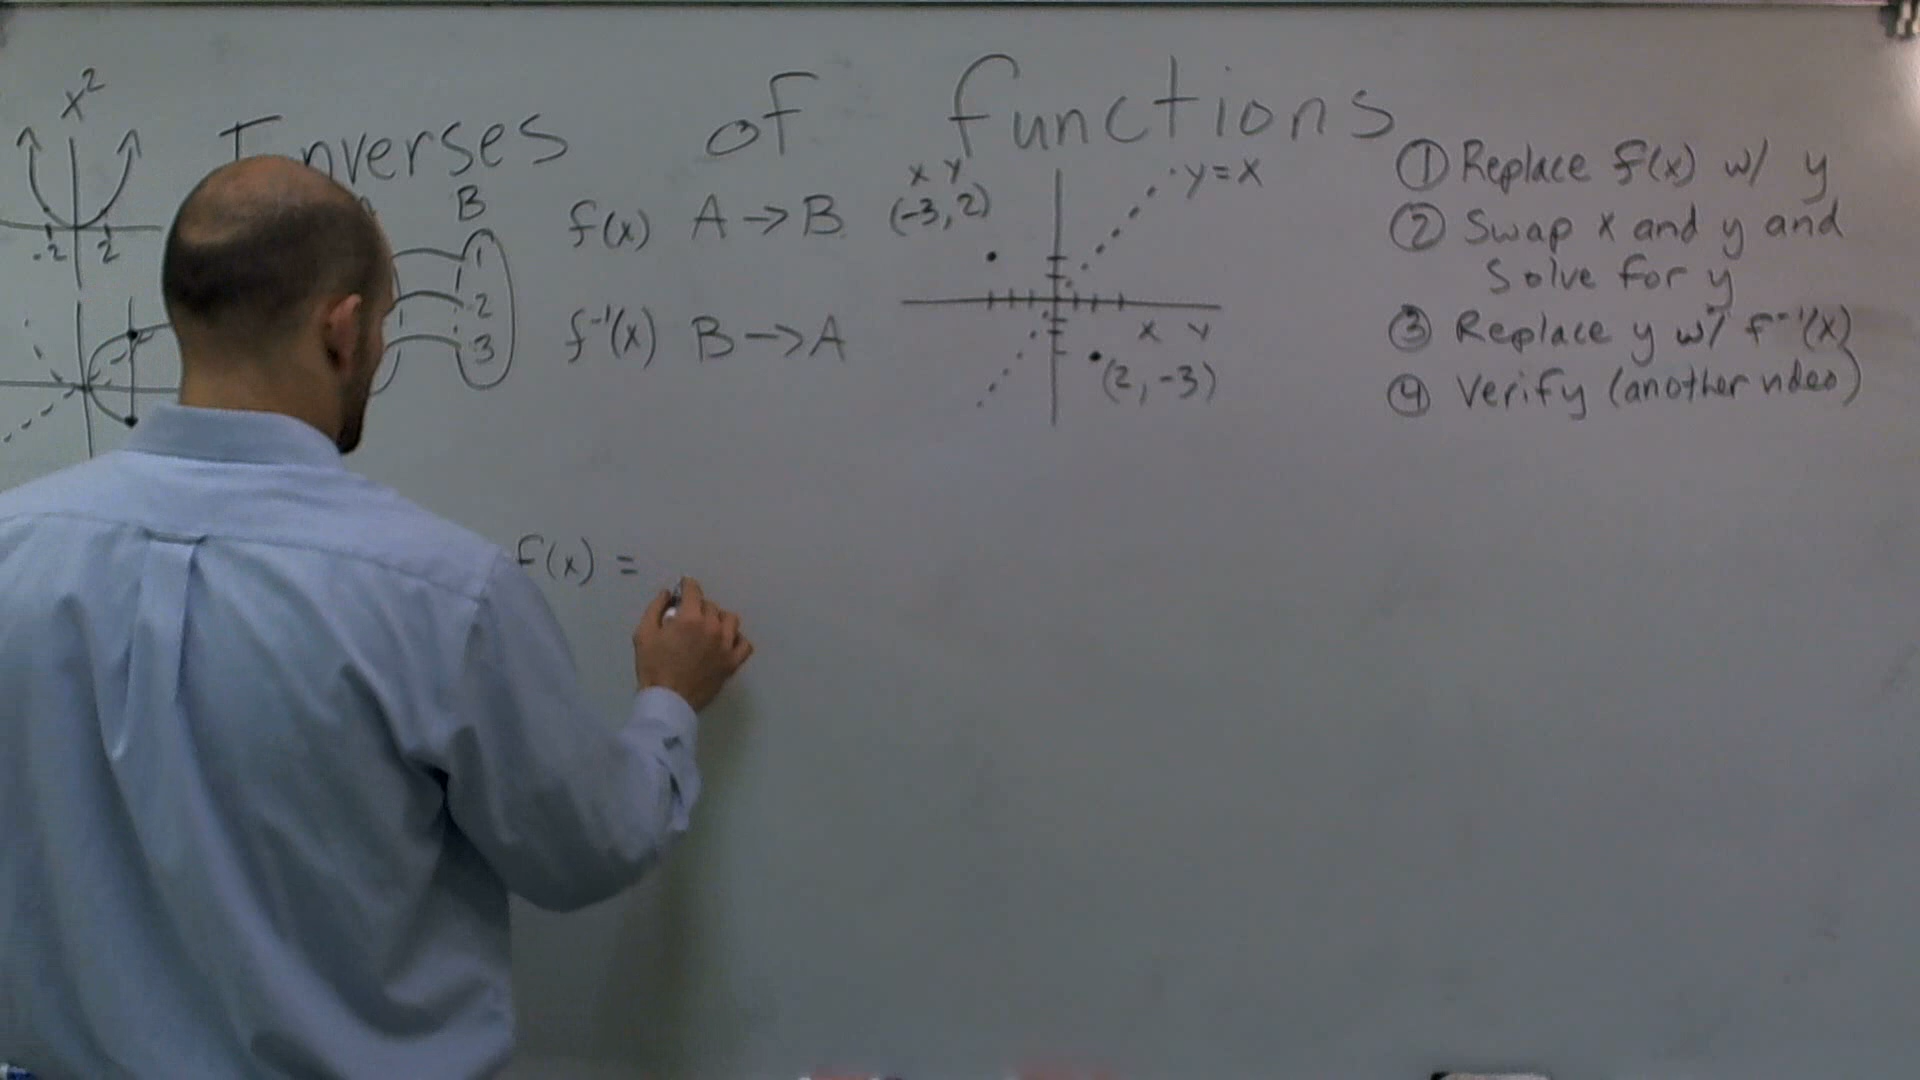 Inverses of functions
x²
-2 2
B
1
2
3
f(x) A → B
f⁻¹(x) B → A
x y
(-3, 2)
y = x
x y
(2, -3)
① Replace f(x) w/ y
② Swap x and y and
Solve for y
③ Replace y w/ f⁻¹(x)
④ Verify (another video)
f(x) =